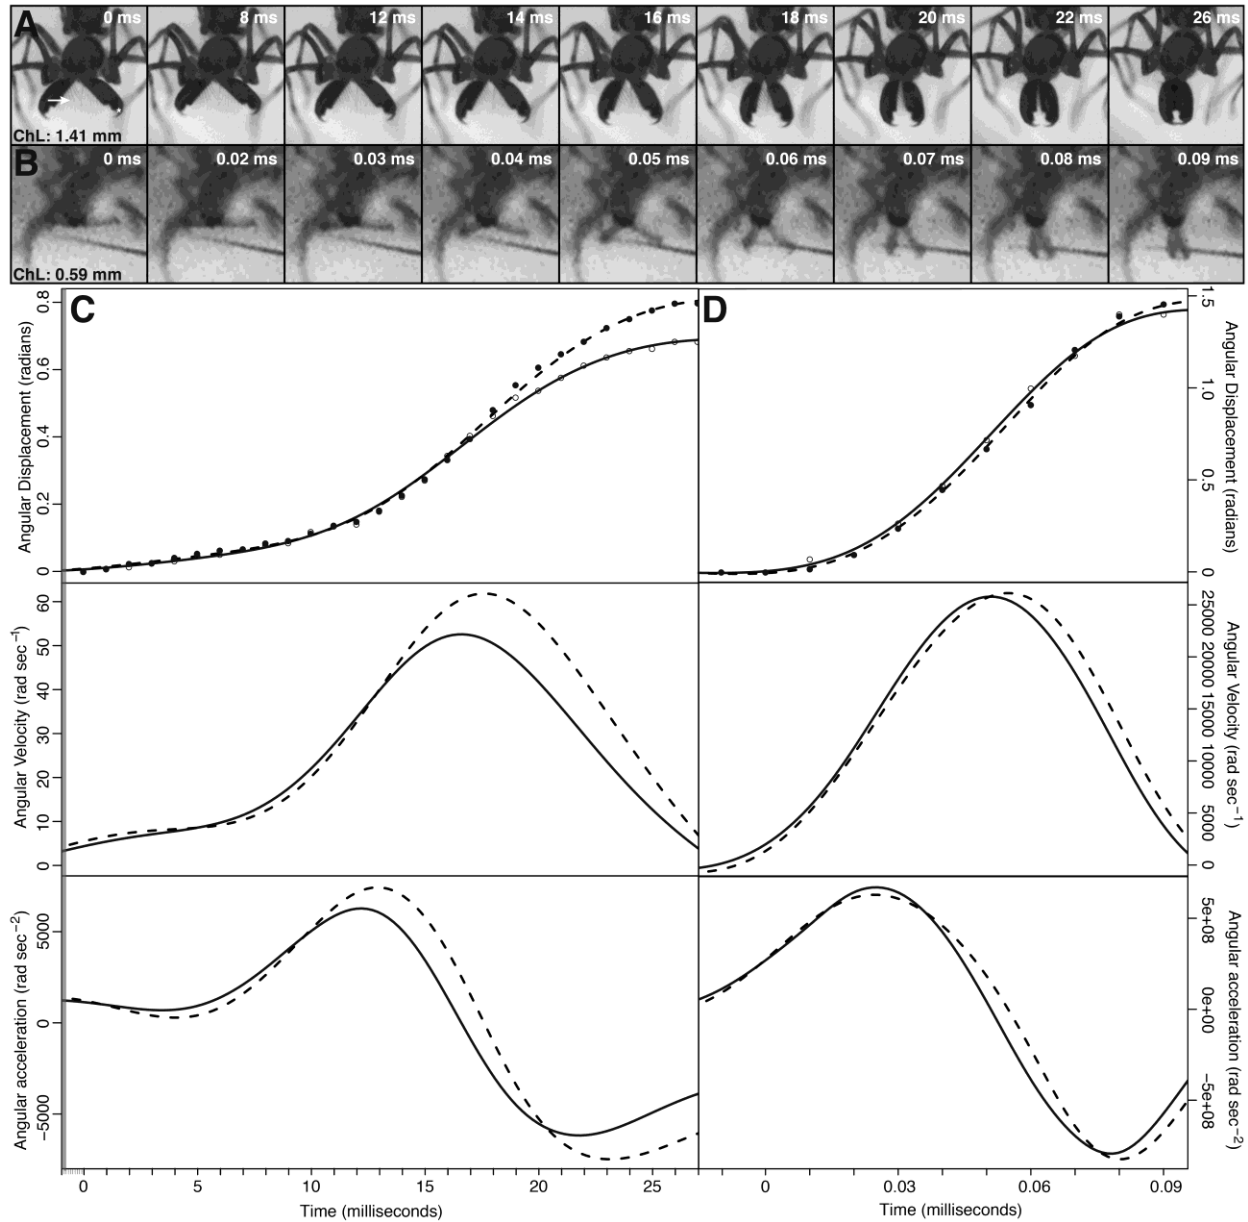 A
0 ms 8 ms 12 ms 14 ms 16 ms 18 ms 20 ms 22 ms 26 ms
ChL: 1.41 mm
B
0 ms 0.02 ms 0.03 ms 0.04 ms 0.05 ms 0.06 ms 0.07 ms 0.08 ms 0.09 ms
ChL: 0.59 mm
C
Angular Displacement (radians)
0.8
0.6
0.4
0.2
0
D
1.5
1.0
0.5
0
Angular Displacement (radians)
Angular Velocity (rad sec⁻¹)
60
50
40
30
20
10
0
25000
20000
15000
10000
5000
0
Angular Velocity (rad sec⁻¹)
Angular acceleration (rad sec⁻²)
5000
0
−5000
5e+08
0e+00
−5e+08
Angular acceleration (rad sec⁻²)
0 5 10 15 20 25
Time (milliseconds)
0 0.03 0.06 0.09
Time (milliseconds)